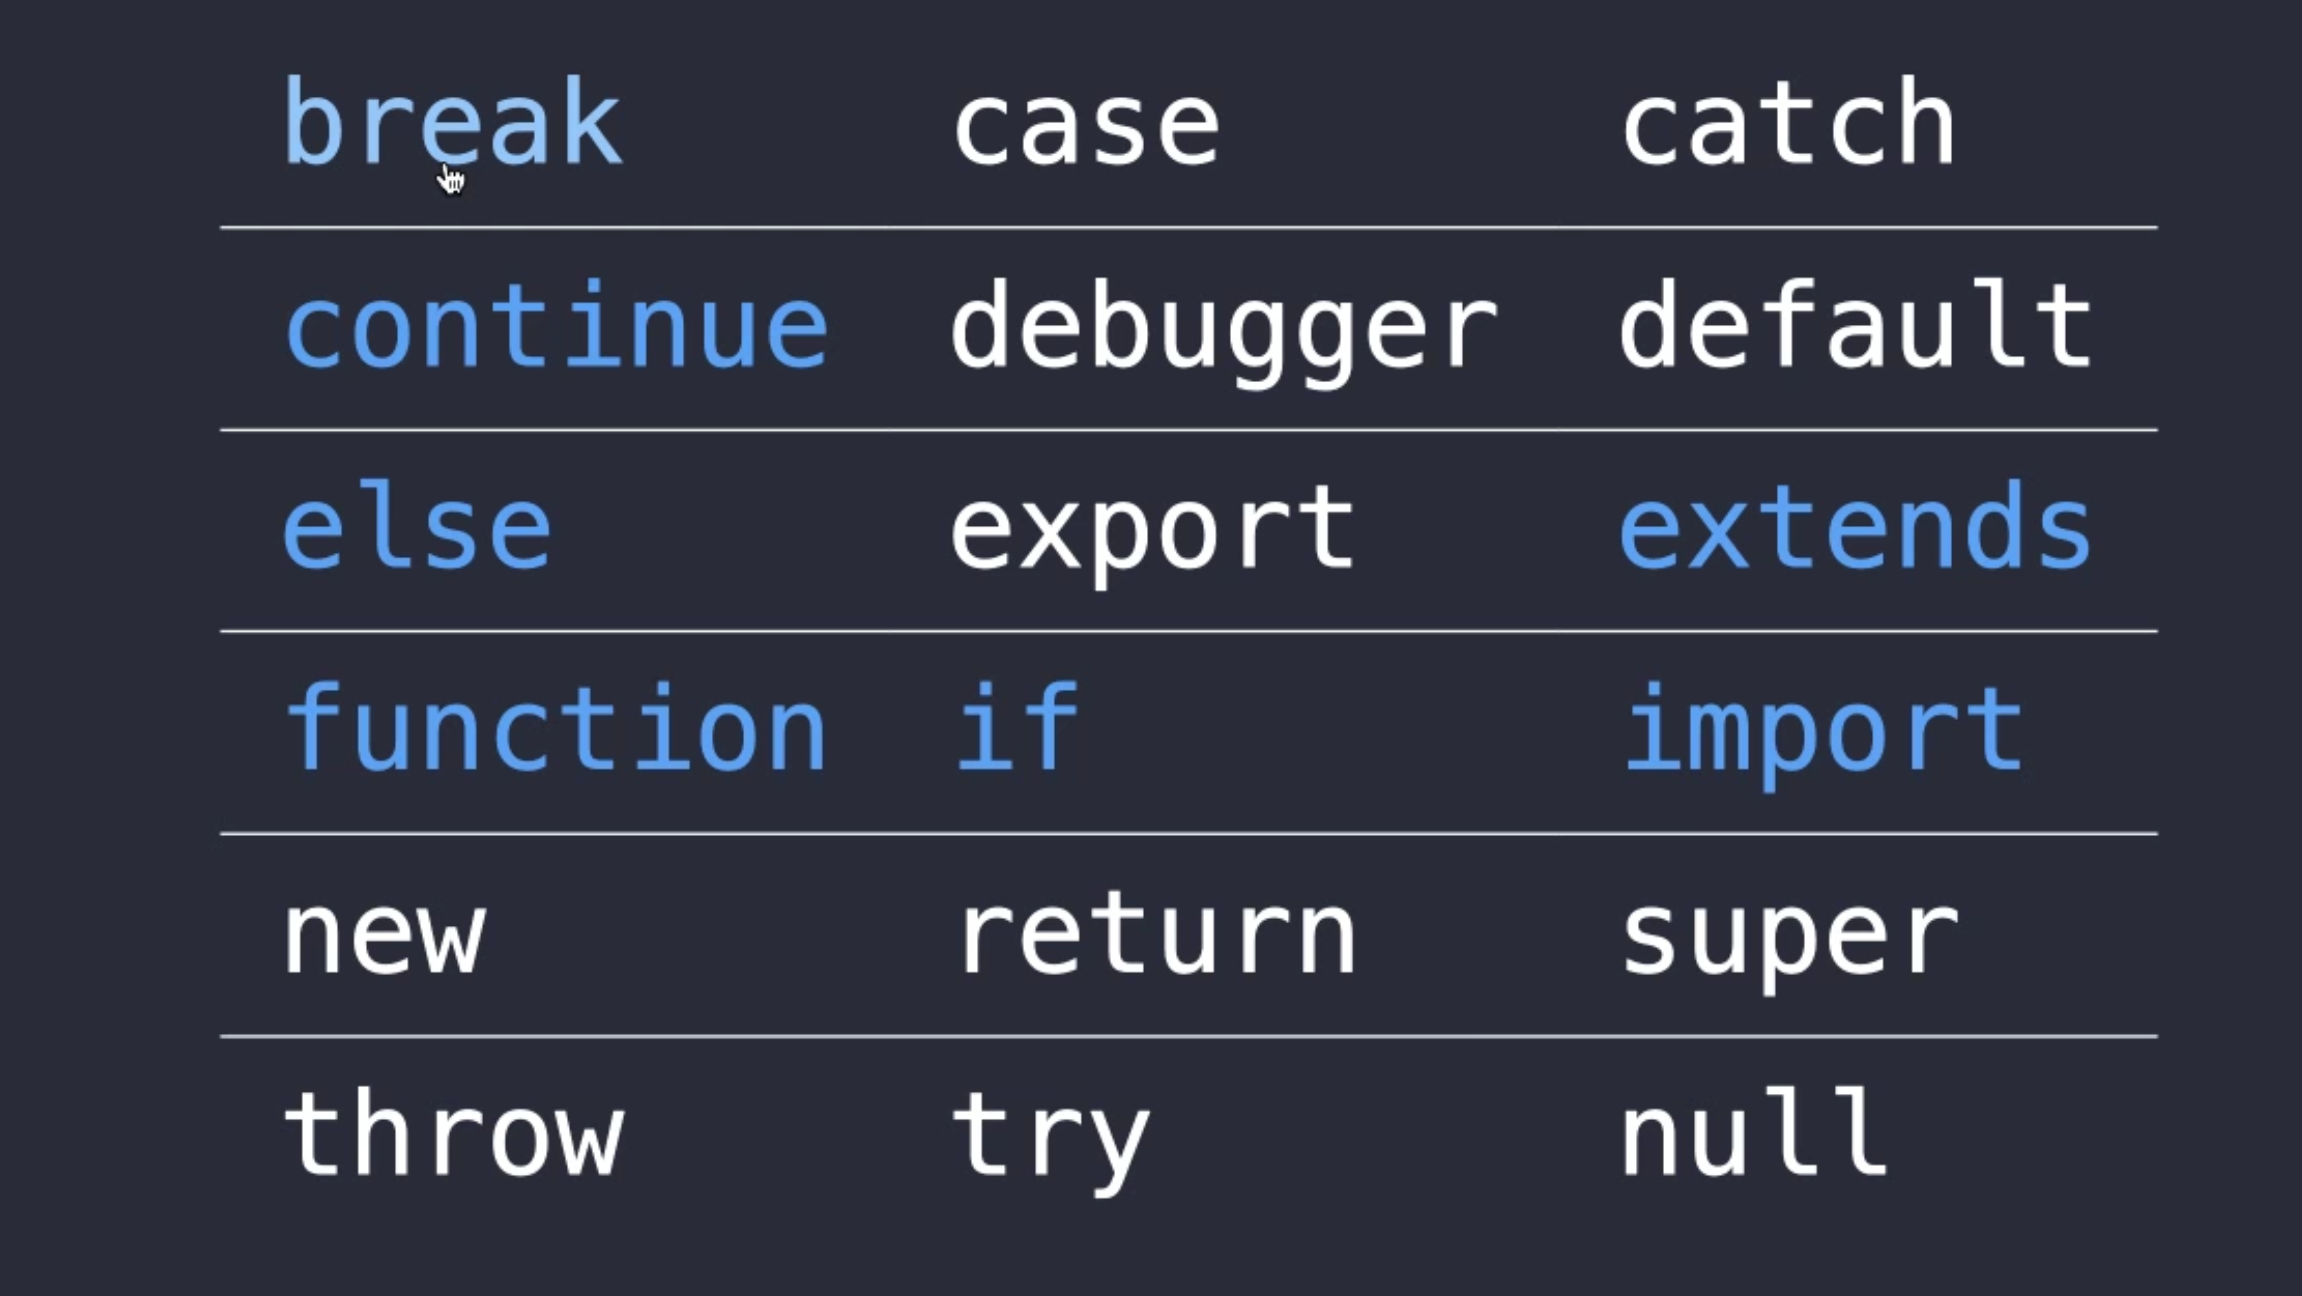 break case catch
continue debugger default
else export extends
function if import
new return super
throw try null